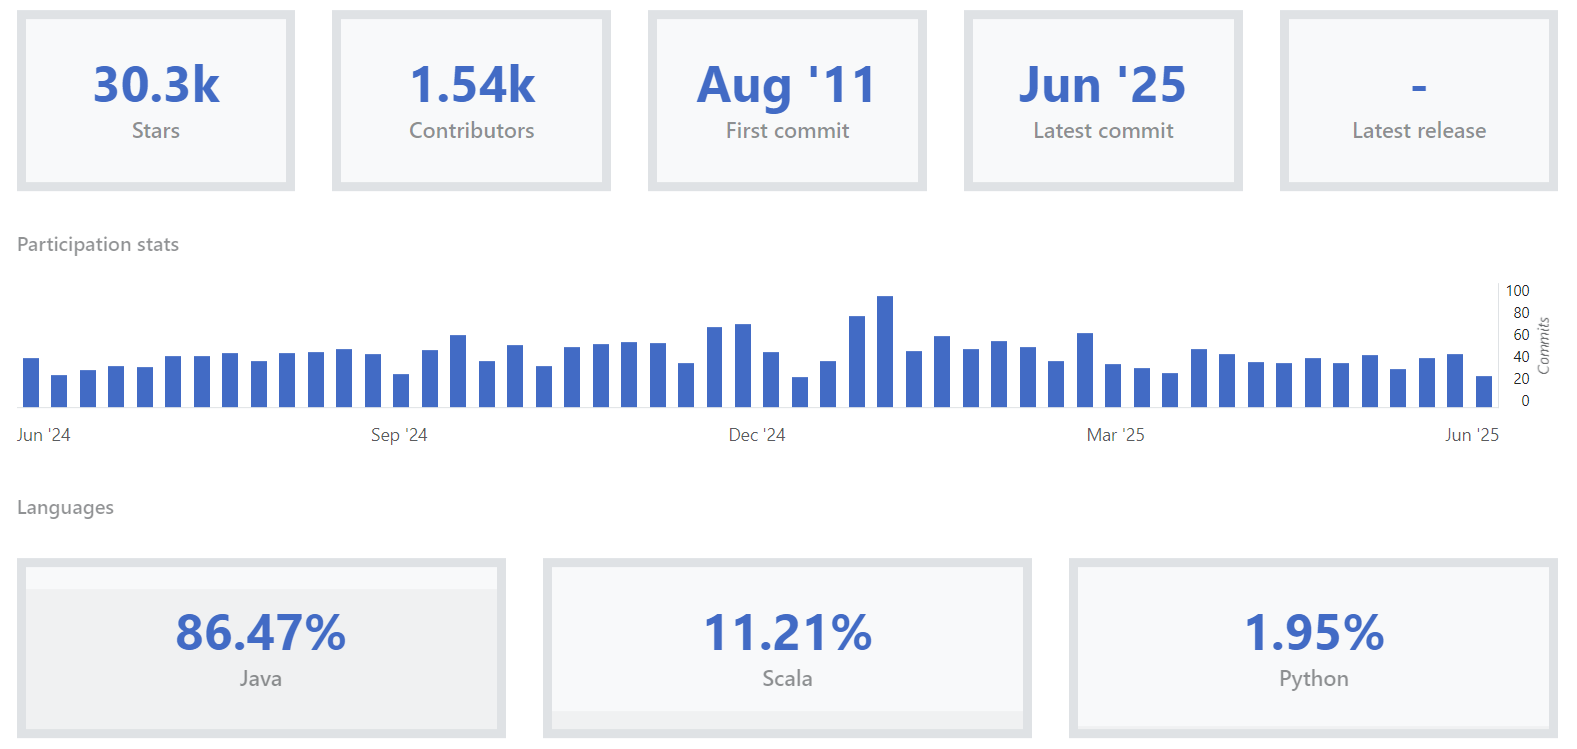 30.3k
Stars
1.54k
Contributors
Aug '11
First commit
Jun '25
Latest commit
-
Latest release
Participation stats
100
80
60
40
20
0
Commits
Jun '24
Sep '24
Dec '24
Mar '25
Jun '25
Languages
86.47%
Java
11.21%
Scala
1.95%
Python